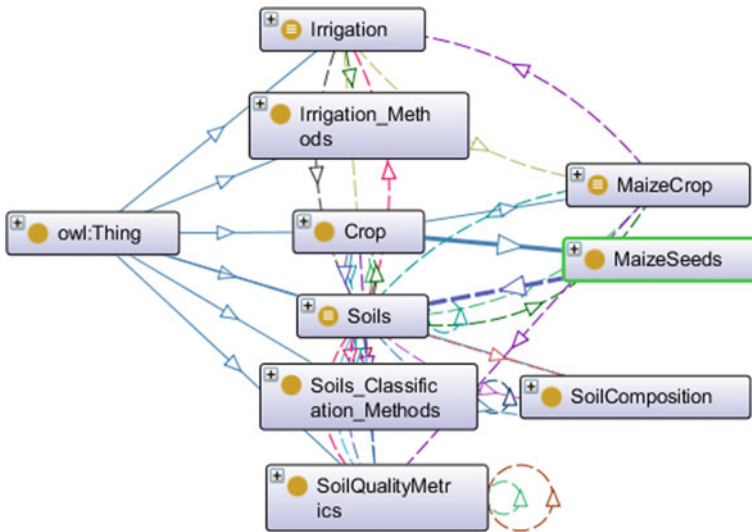 Irrigation
Irrigation_Meth
ods
MaizeCrop
owl:Thing
Crop
MaizeSeeds
Soils
Soils_Classific
ation_Methods
SoilComposition
SoilQualityMetr
ics